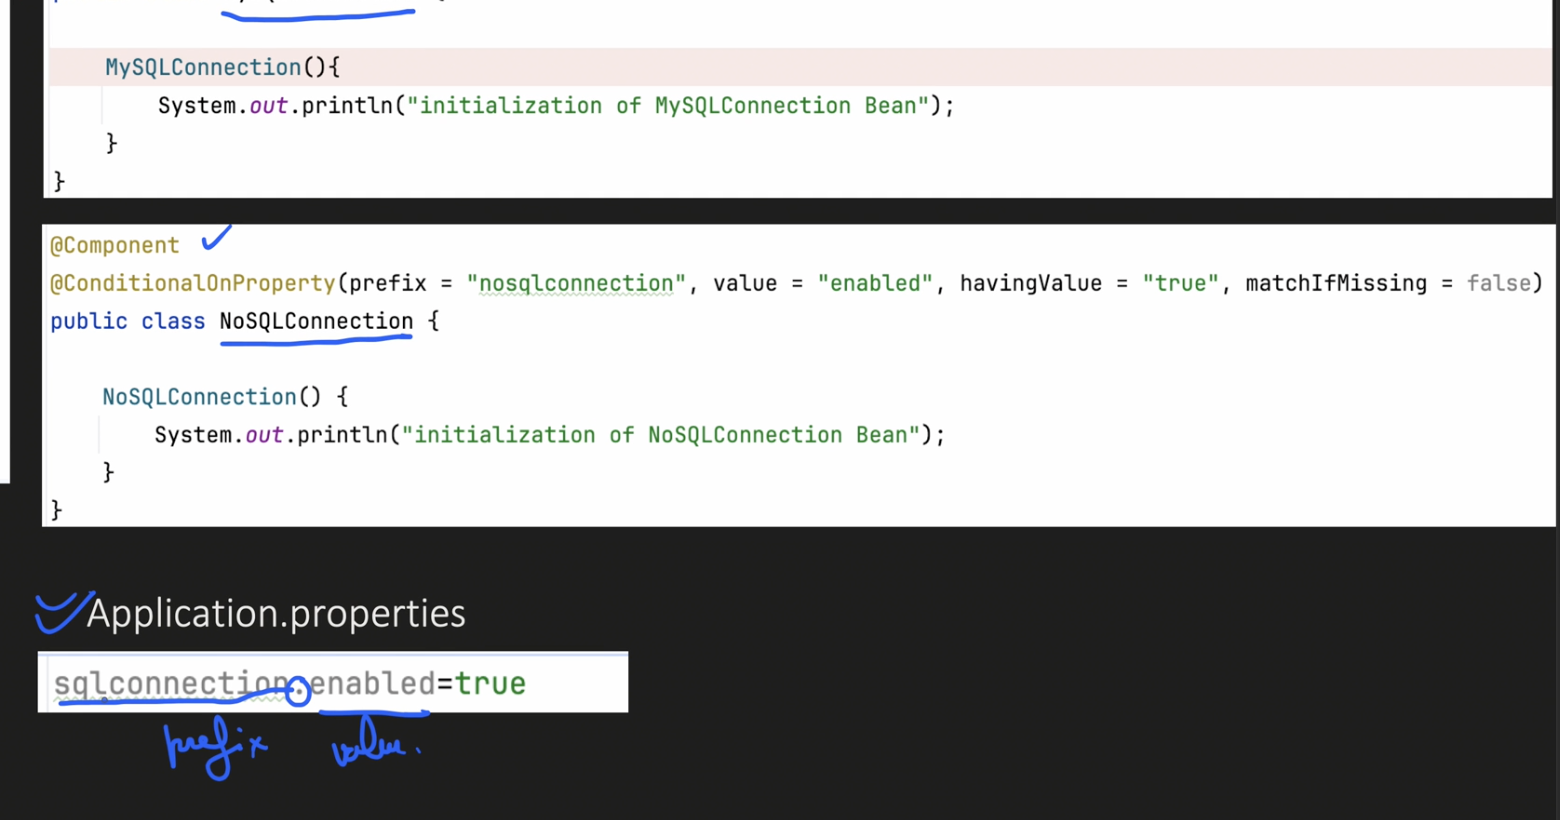 MySQLConnection(){
System.out.println("initialization of MySQLConnection Bean");
}
}
@Component
@ConditionalOnProperty(prefix = "nosqlconnection", value = "enabled", havingValue = "true", matchIfMissing = false)
public class NoSQLConnection {
NoSQLConnection() {
System.out.println("initialization of NoSQLConnection Bean");
}
}
Application.properties
sqlconnection.enabled=true
prefix value.